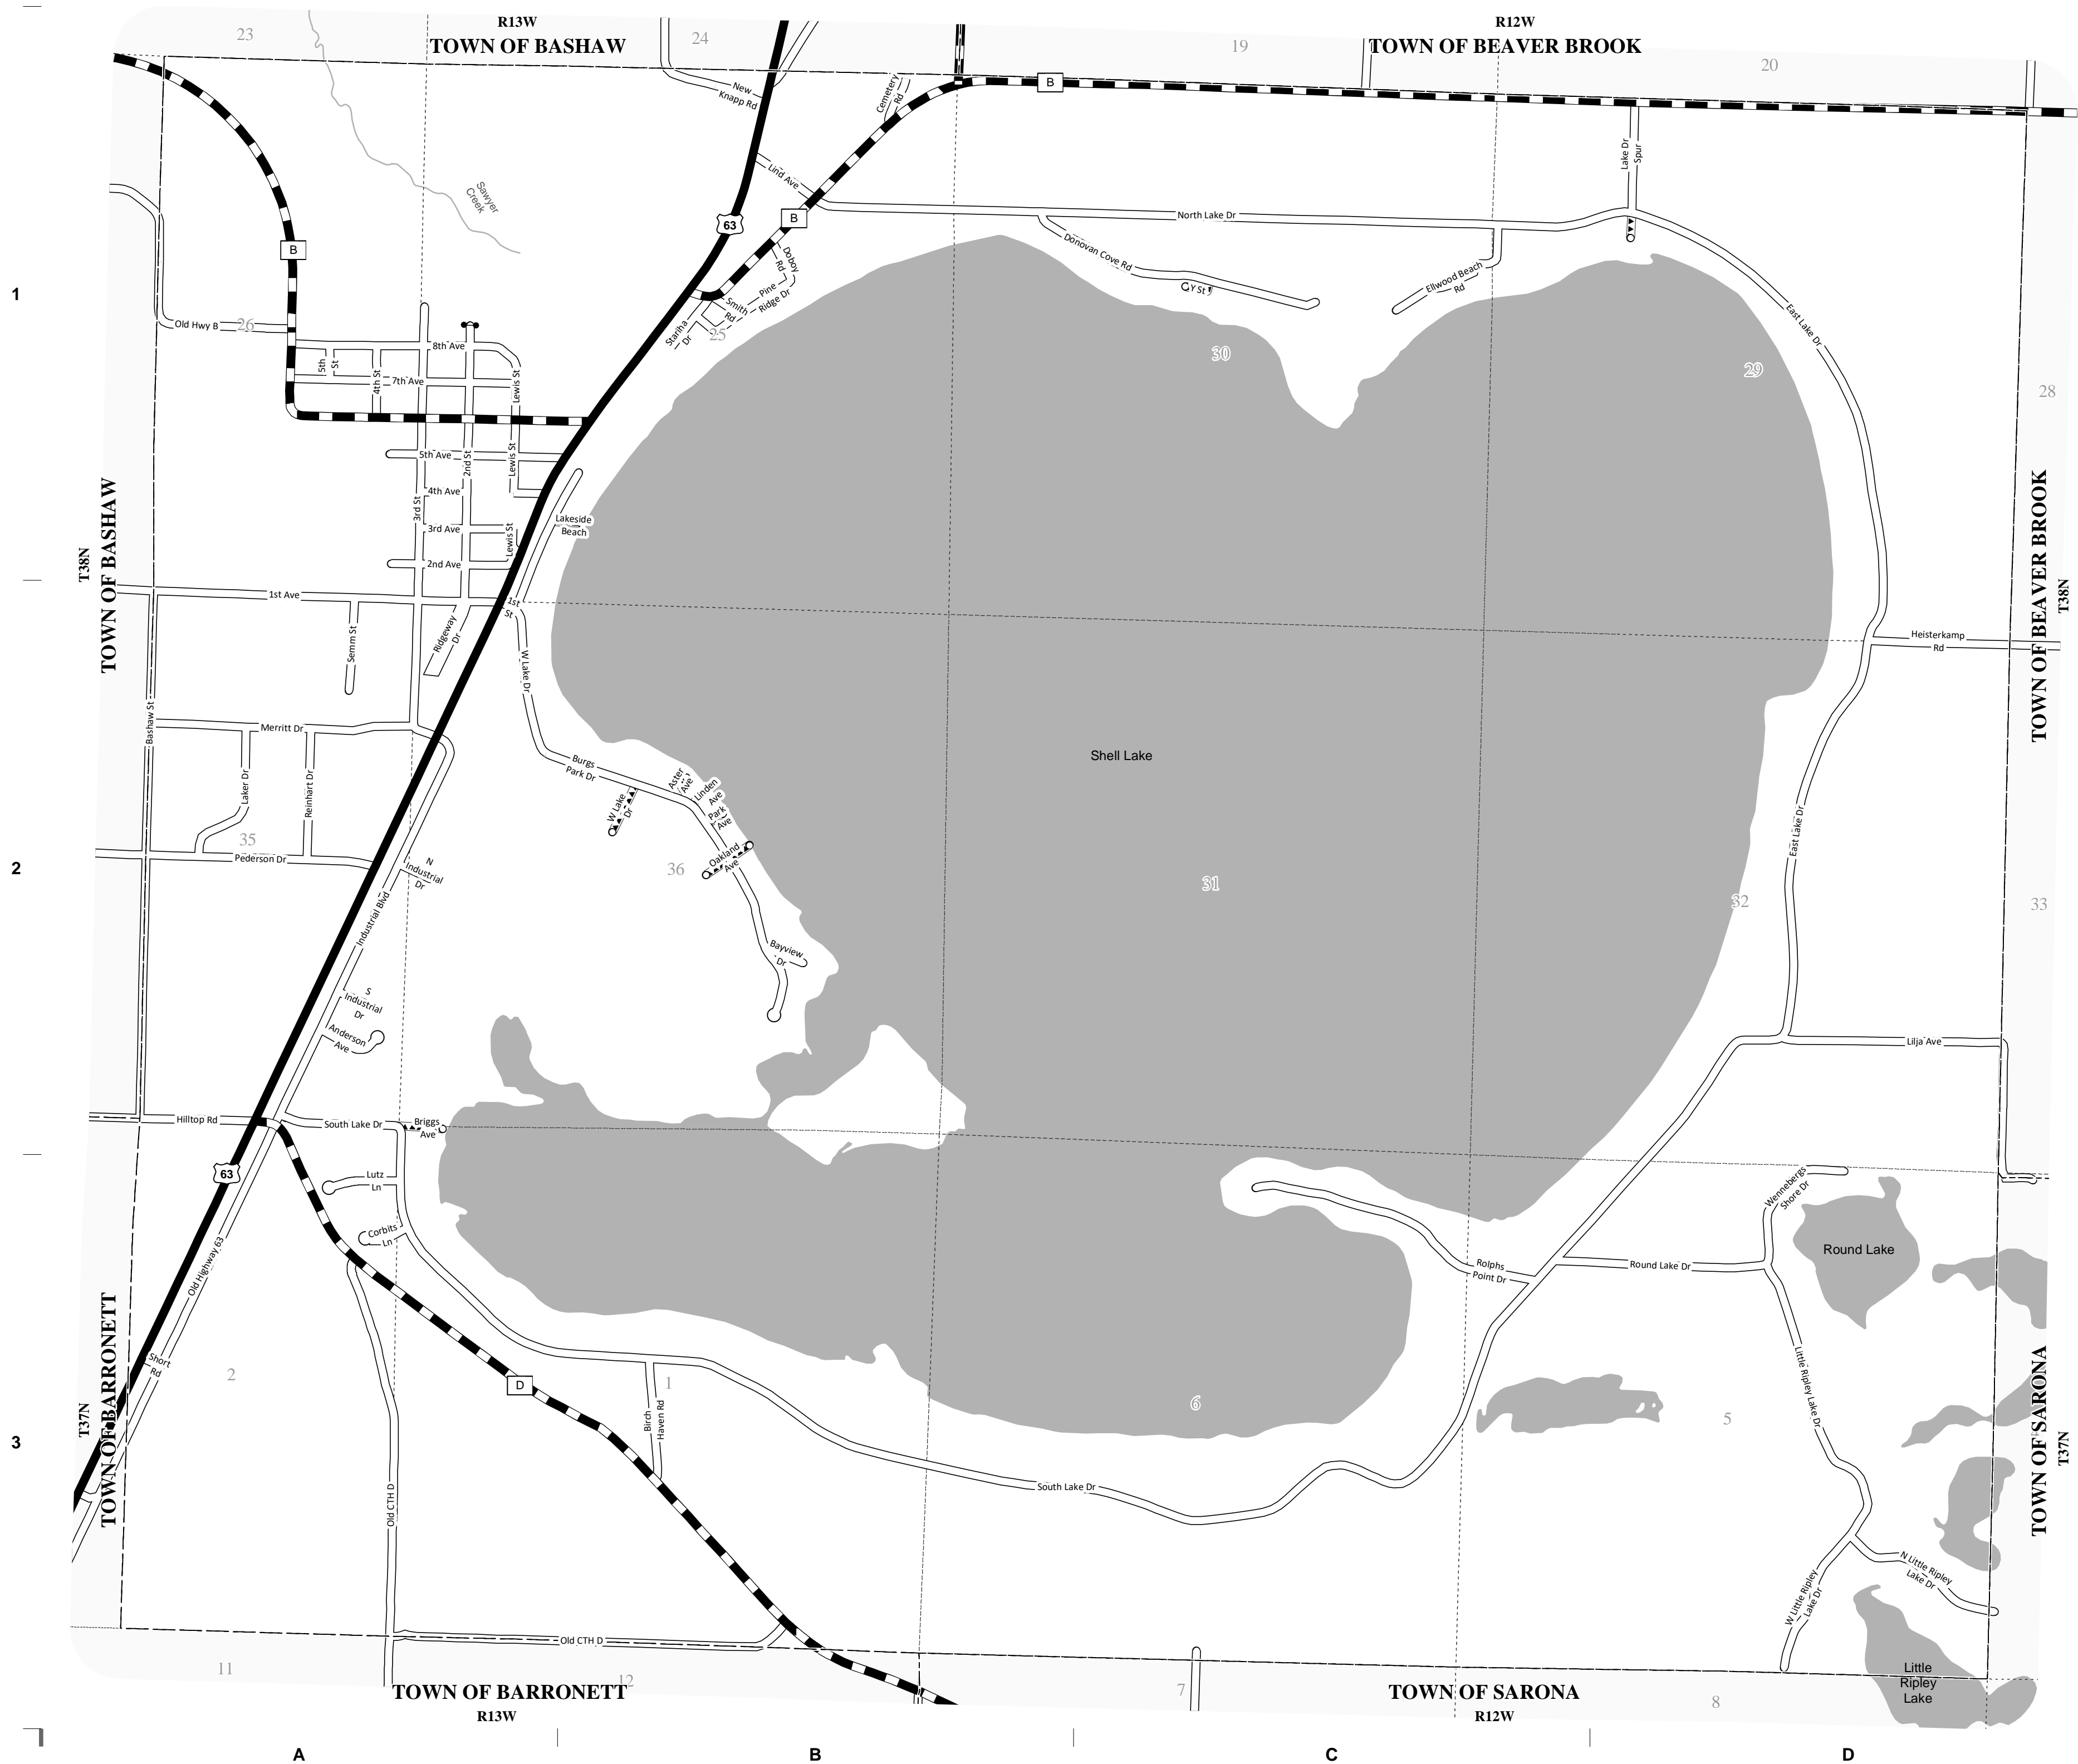 R13W
R12W
TOWN OF BASHAW
TOWN OF BEAVER BROOK
23
24
19
20
New
Knapp Rd
Cemetery
Rd
B
Lind Ave
Lake Dr
Spur
Sawyer
Creek
63
B
North Lake Dr
B
Doboy
Rd
Donovan Cove Rd
Ellwood Beach
Rd
Pine
Ridge Dr
Smith
Rd
Stariha
Dr
25
1
Old Hwy B
26
East Lake Dr
8th Ave
5th
St
4th St
7th Ave
Lewis St
30
29
28
5th Ave
2nd St
Lewis St
4th Ave
3rd St
3rd Ave
Lewis St
Lakeside
Beach
2nd Ave
T38N
TOWN OF BASHAW
TOWN OF BEAVER BROOK
T38N
1st Ave
1st
St
Semm St
Ridgeway
Dr
W Lake Dr
Heisterkamp
Rd
Bashaw St
Merritt Dr
Laker Dr
Reinhart Dr
Shell Lake
Burgs
Park Dr
Aster
Ave
Linden
Ave
Park
Ave
W Lake
Dr
East Lake Dr
35
Pederson Dr
Oakland
Ave
36
2
N
Industrial
Dr
31
32
33
Industrial Blvd
Bayview
Dr
S
Industrial
Dr
Anderson
Ave
Lilja Ave
Hilltop Rd
South Lake Dr
Briggs
Ave
63
Lutz
Ln
Wennebergs
Shore Dr
Corbits
Ln
Round Lake
Old Highway 63
Rolphs
Point Dr
Round Lake Dr
Short
Rd
2
D
1
Birch
Haven Rd
6
5
Little Ripley Lake Dr
T37N
TOWN OF BARRONETT
TOWN OF SARONA
T37N
3
South Lake Dr
Old CTH D
N Little Ripley
Lake Dr
W Little Ripley
Lake Dr
Old CTH D
11
12
7
8
Little
Ripley
Lake
TOWN OF BARRONETT
TOWN OF SARONA
R13W
R12W
A
B
C
D